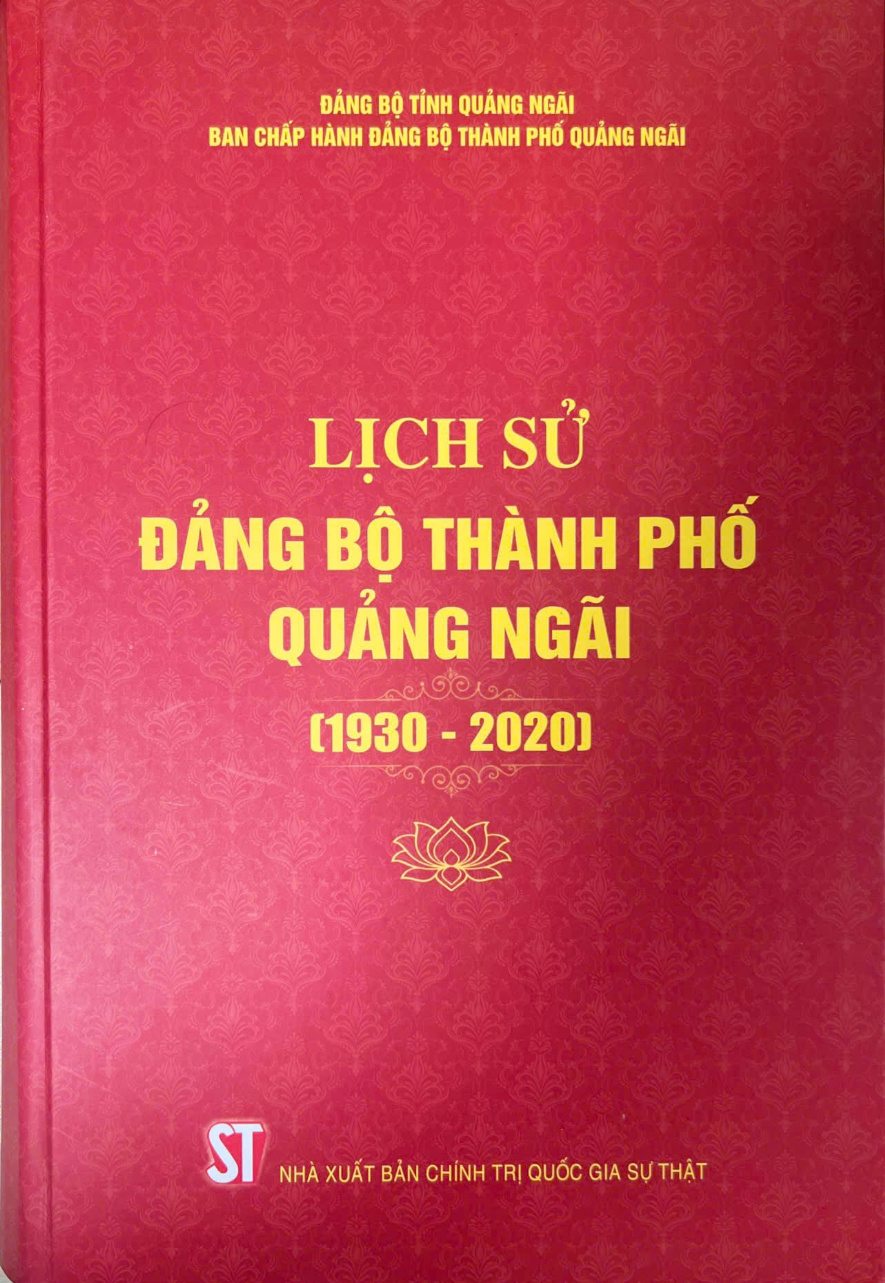 ĐẢNG BỘ TỈNH QUẢNG NGÃI
BAN CHẤP HÀNH ĐẢNG BỘ THÀNH PHỐ QUẢNG NGÃI
LỊCH SỬ
ĐẢNG BỘ THÀNH PHỐ
QUẢNG NGÃI
(1930 - 2020)
ST NHÀ XUẤT BẢN CHÍNH TRỊ QUỐC GIA SỰ THẬT